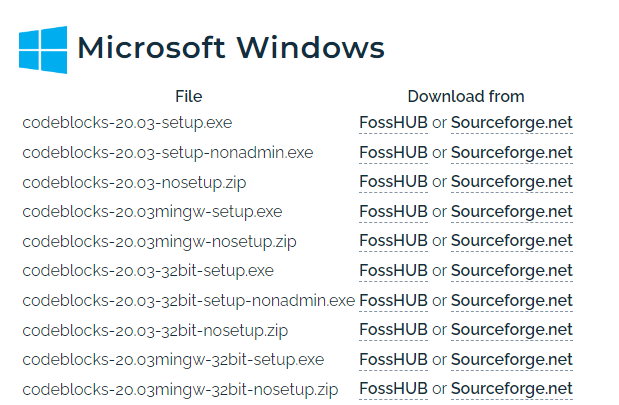 Microsoft Windows
File Download from
codeblocks-20.03-setup.exe FossHUB or Sourceforge.net
codeblocks-20.03-setup-nonadmin.exe FossHUB or Sourceforge.net
codeblocks-20.03-nosetup.zip FossHUB or Sourceforge.net
codeblocks-20.03mingw-setup.exe FossHUB or Sourceforge.net
codeblocks-20.03mingw-nosetup.zip FossHUB or Sourceforge.net
codeblocks-20.03-32bit-setup.exe FossHUB or Sourceforge.net
codeblocks-20.03-32bit-setup-nonadmin.exe FossHUB or Sourceforge.net
codeblocks-20.03-32bit-nosetup.zip FossHUB or Sourceforge.net
codeblocks-20.03mingw-32bit-setup.exe FossHUB or Sourceforge.net
codeblocks-20.03mingw-32bit-nosetup.zip FossHUB or Sourceforge.net